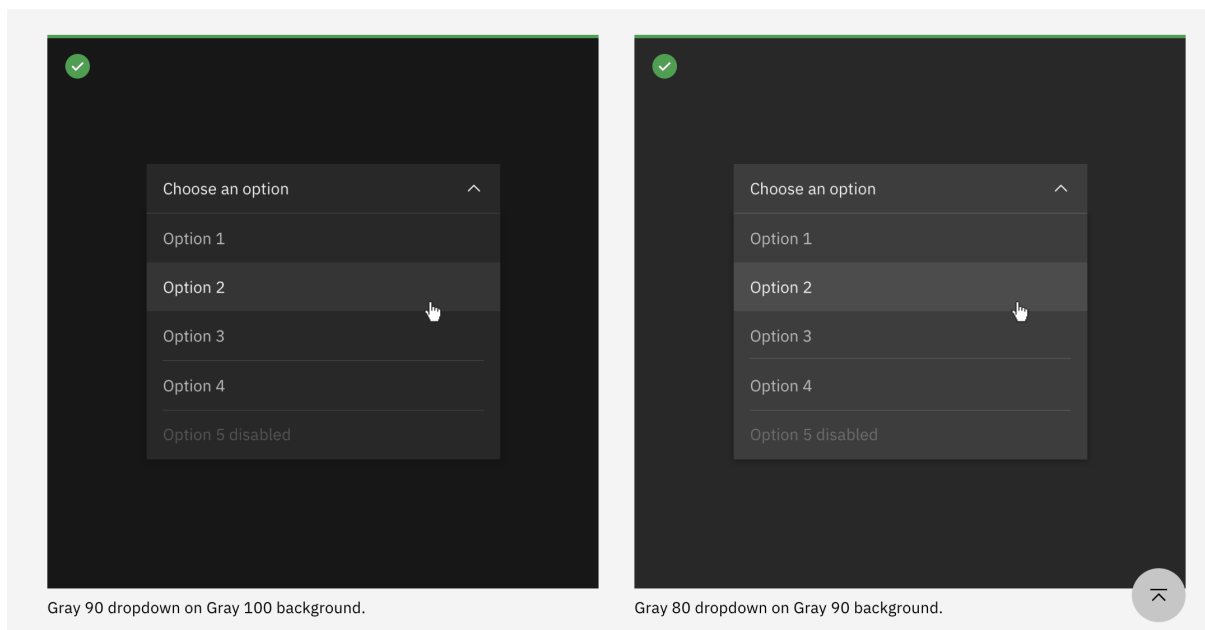 Choose an option
Option 1
Option 2
Option 3
Option 4
Option 5 disabled
Gray 90 dropdown on Gray 100 background.
Choose an option
Option 1
Option 2
Option 3
Option 4
Option 5 disabled
Gray 80 dropdown on Gray 90 background.